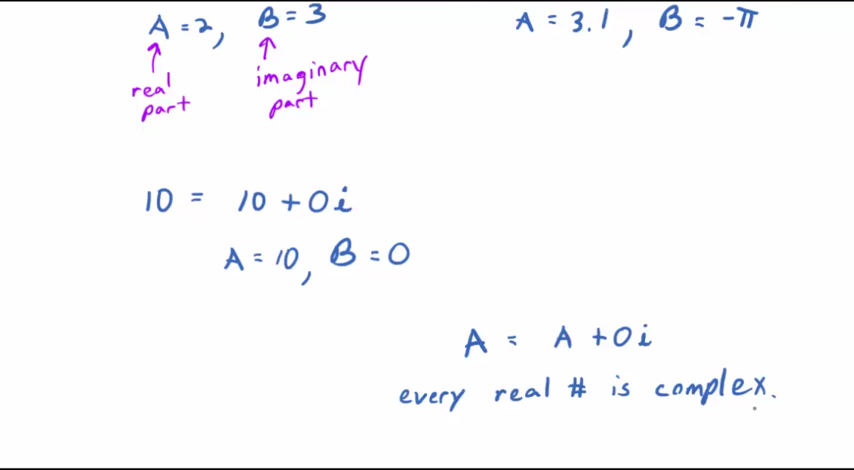 A = 2, B = 3
A = 3.1, B = -π
real part
imaginary part
10 = 10 + 0i
A = 10, B = 0
A = A + 0i
every real # is complex.